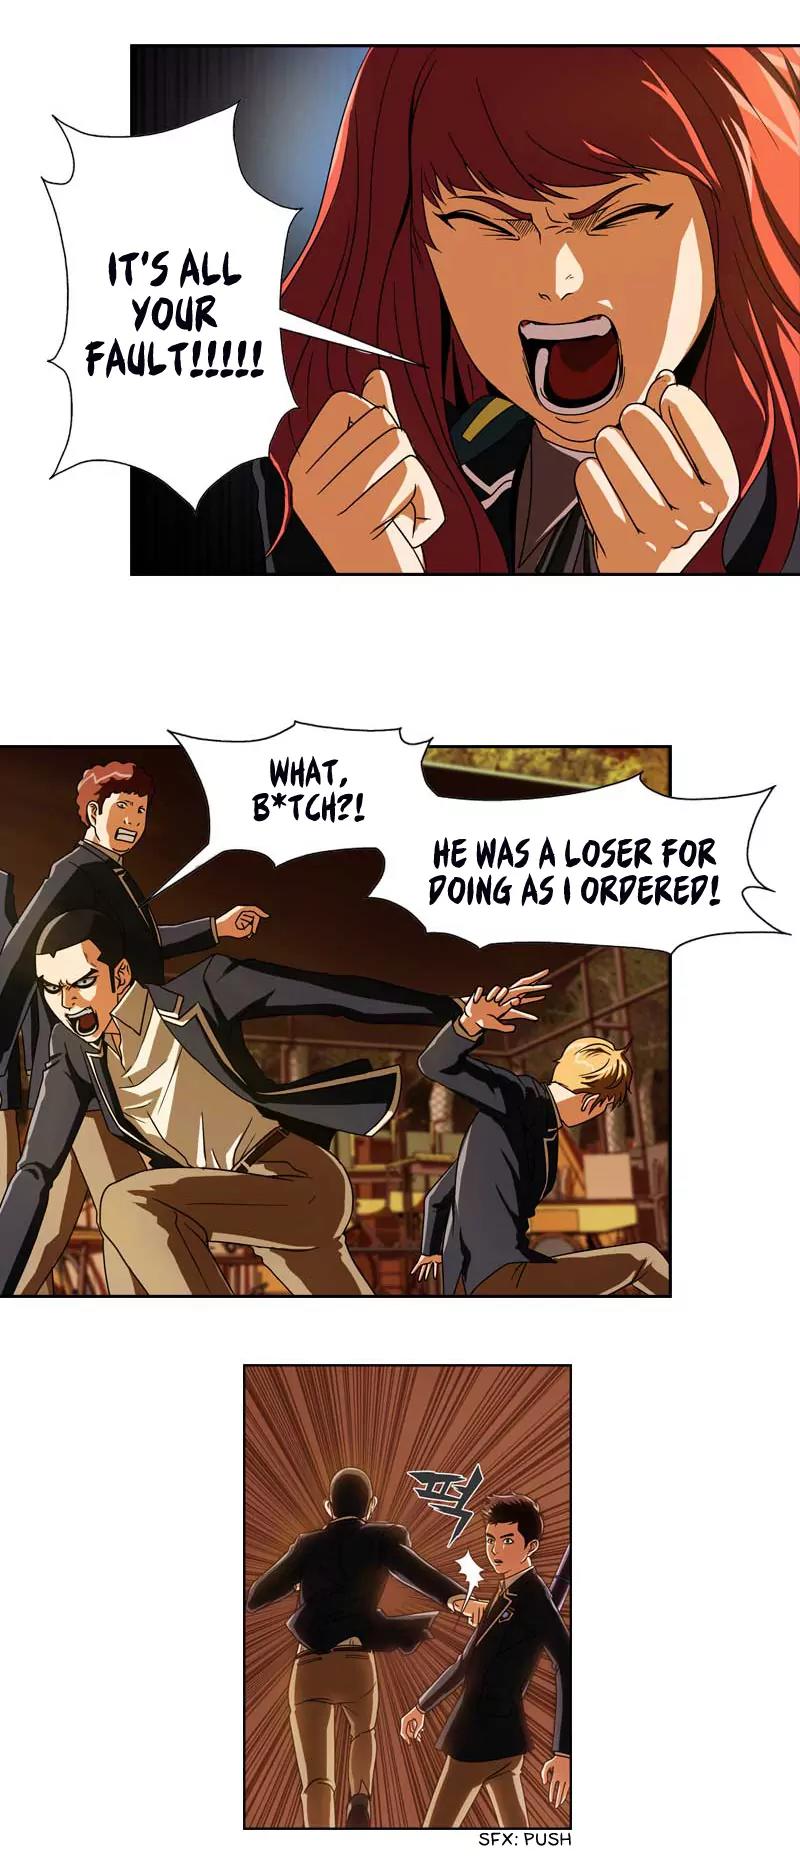 IT'S ALL
YOUR
FAULT!!!!!
WHAT,
B*TCH?!
HE WAS A LOSER FOR
DOING AS I ORDERED!
퍽
SFX: PUSH